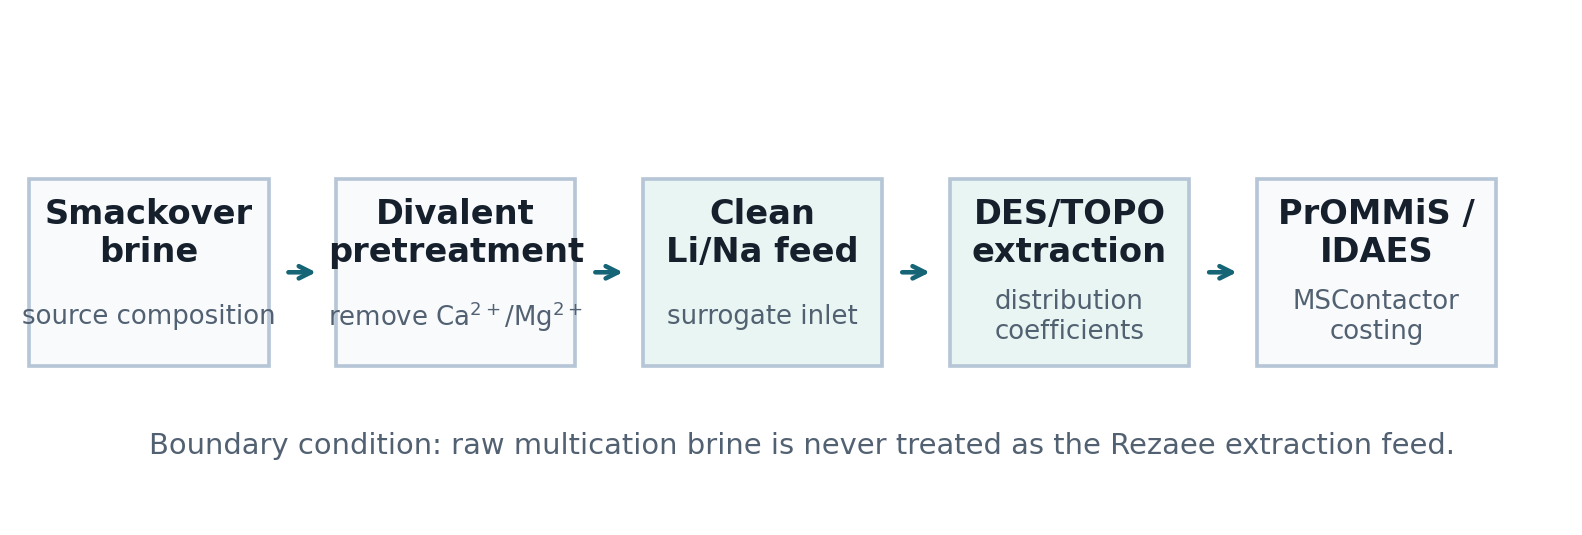 Smackover
brine
source composition
Divalent
pretreatment
remove Ca²⁺/Mg²⁺
Clean
Li/Na feed
surrogate inlet
DES/TOPO
extraction
distribution
coefficients
PrOMMiS /
IDAES
MSContactor
costing
Boundary condition: raw multication brine is never treated as the Rezaee extraction feed.